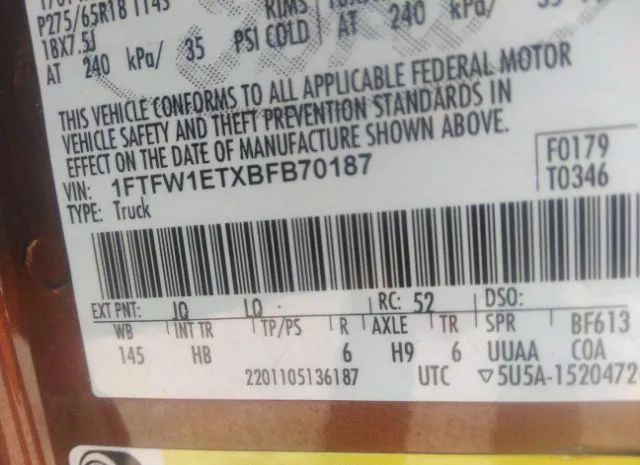 P275/65R18 114S RIMS
18X7.5J
AT 240 kPa/ 35 PSI COLD AT 240 kPa/ 35
THIS VEHICLE CONFORMS TO ALL APPLICABLE FEDERAL MOTOR
VEHICLE SAFETY AND THEFT PREVENTION STANDARDS IN
EFFECT ON THE DATE OF MANUFACTURE SHOWN ABOVE.
VIN: 1FTFW1ETXBFB70187
TYPE: Truck
F0179
T0346
EXT PNT: JQ LQ RC: 52 DSO:
WB INT TR TP/PS R AXLE TR SPR BF613
145 HB 6 H9 6 UUAA COA
2201105136187 UTC ▽5U5A-1520472